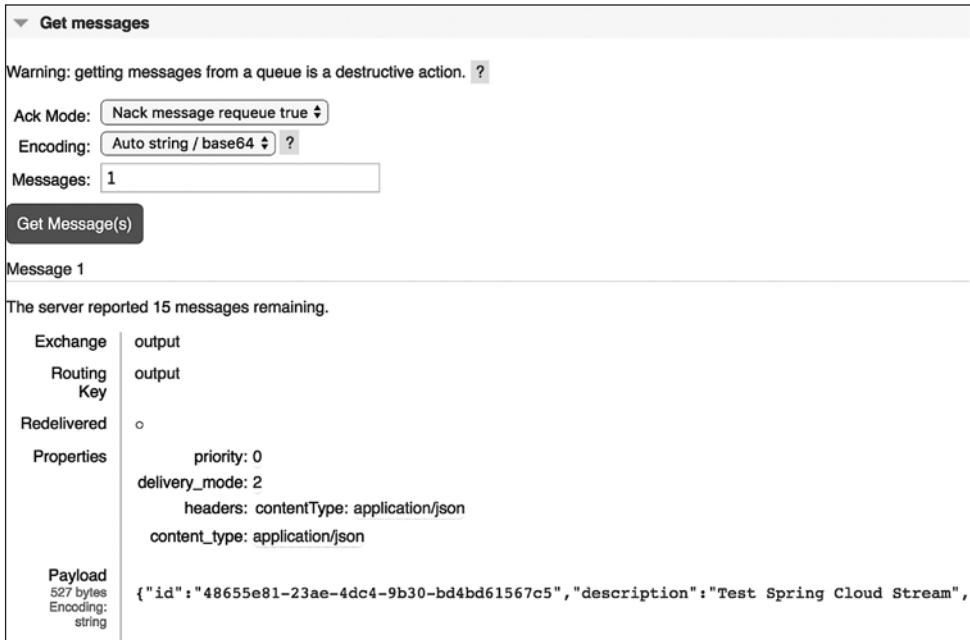 Get messages
Warning: getting messages from a queue is a destructive action. ?
Ack Mode: Nack message requeue true
Encoding: Auto string / base64 ?
Messages: 1
Get Message(s)
Message 1
The server reported 15 messages remaining.
Exchange output
Routing Key output
Redelivered ○
Properties priority: 0
delivery_mode: 2
headers: contentType: application/json
content_type: application/json
Payload
527 bytes
Encoding: string
{"id":"48655e81-23ae-4dc4-9b30-bd4bd61567c5","description":"Test Spring Cloud Stream",